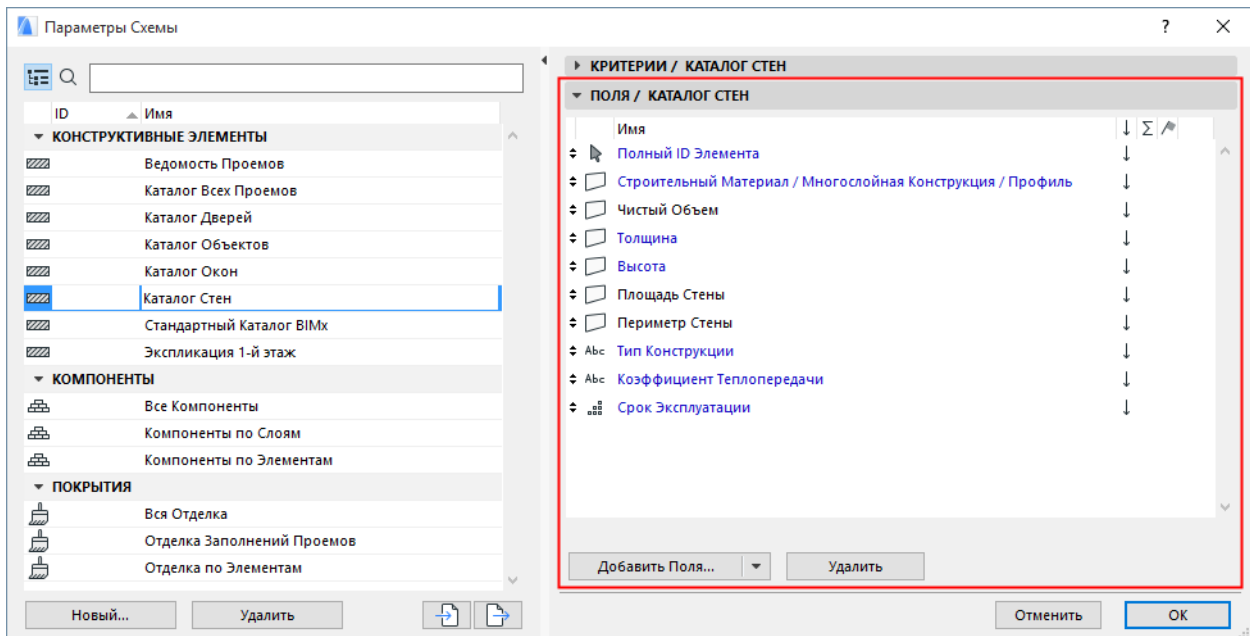 Параметры Схемы
?
ID
Имя
КОНСТРУКТИВНЫЕ ЭЛЕМЕНТЫ
Ведомость Проемов
Каталог Всех Проемов
Каталог Дверей
Каталог Объектов
Каталог Окон
Каталог Стен
Стандартный Каталог BIMx
Экспликация 1-й этаж
КОМПОНЕНТЫ
Все Компоненты
Компоненты по Слоям
Компоненты по Элементам
ПОКРЫТИЯ
Вся Отделка
Отделка Заполнений Проемов
Отделка по Элементам
Новый...
Удалить
КРИТЕРИИ / КАТАЛОГ СТЕН
ПОЛЯ / КАТАЛОГ СТЕН
Имя Σ
Полный ID Элемента
Строительный Материал / Многослойная Конструкция / Профиль
Чистый Объем
Толщина
Высота
Площадь Стены
Периметр Стены
Abc Тип Конструкции
Abc Коэффициент Теплопередачи
Срок Эксплуатации
Добавить Поля...
Удалить
Отменить
OK